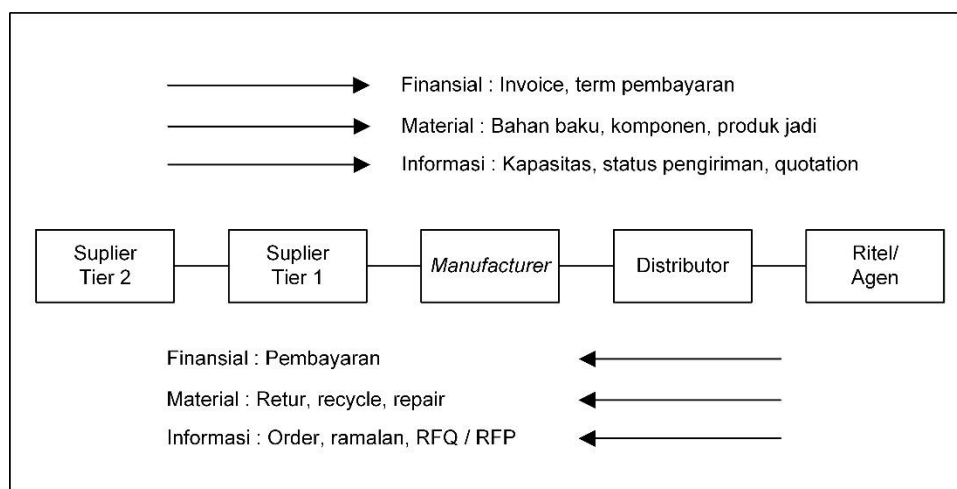 Finansial : Invoice, term pembayaran
Material : Bahan baku, komponen, produk jadi
Informasi : Kapasitas, status pengiriman, quotation
Suplier
Tier 2
Suplier
Tier 1
Manufacturer
Distributor
Ritel/
Agen
Finansial : Pembayaran
Material : Retur, recycle, repair
Informasi : Order, ramalan, RFQ / RFP